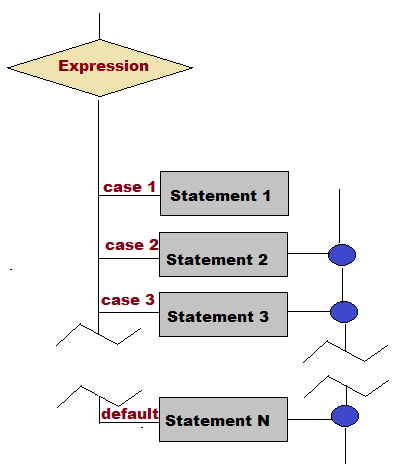 Expression
case 1
Statement 1
case 2
Statement 2
case 3
Statement 3
default
Statement N